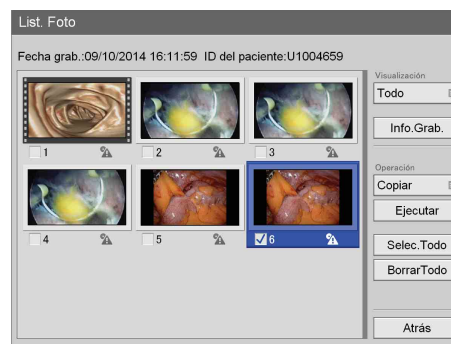 List. Foto
Fecha grab.:09/10/2014 16:11:59 ID del paciente:U1004659
Visualización
Todo
Info.Grab.
1
2
3
Operación
Copiar
Ejecutar
4
5
6
Selec.Todo
BorrarTodo
Atrás